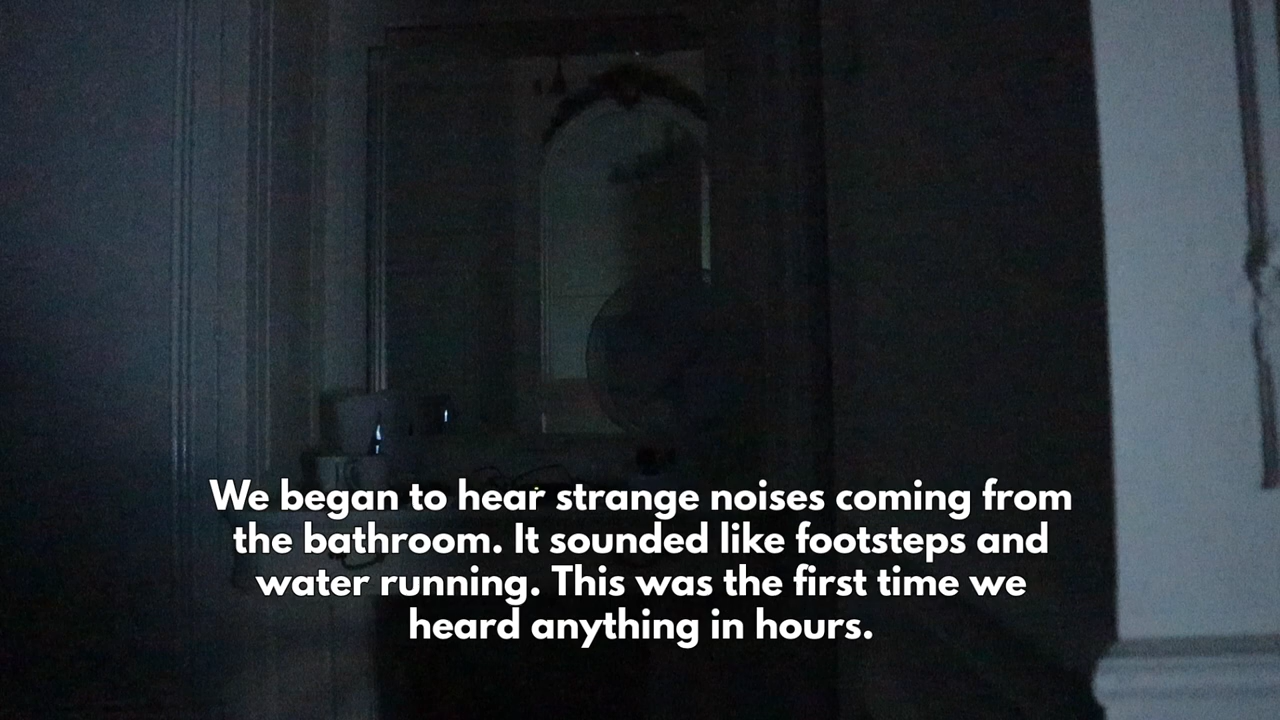 We began to hear strange noises coming from
the bathroom. It sounded like footsteps and
water running. This was the first time we
heard anything in hours.